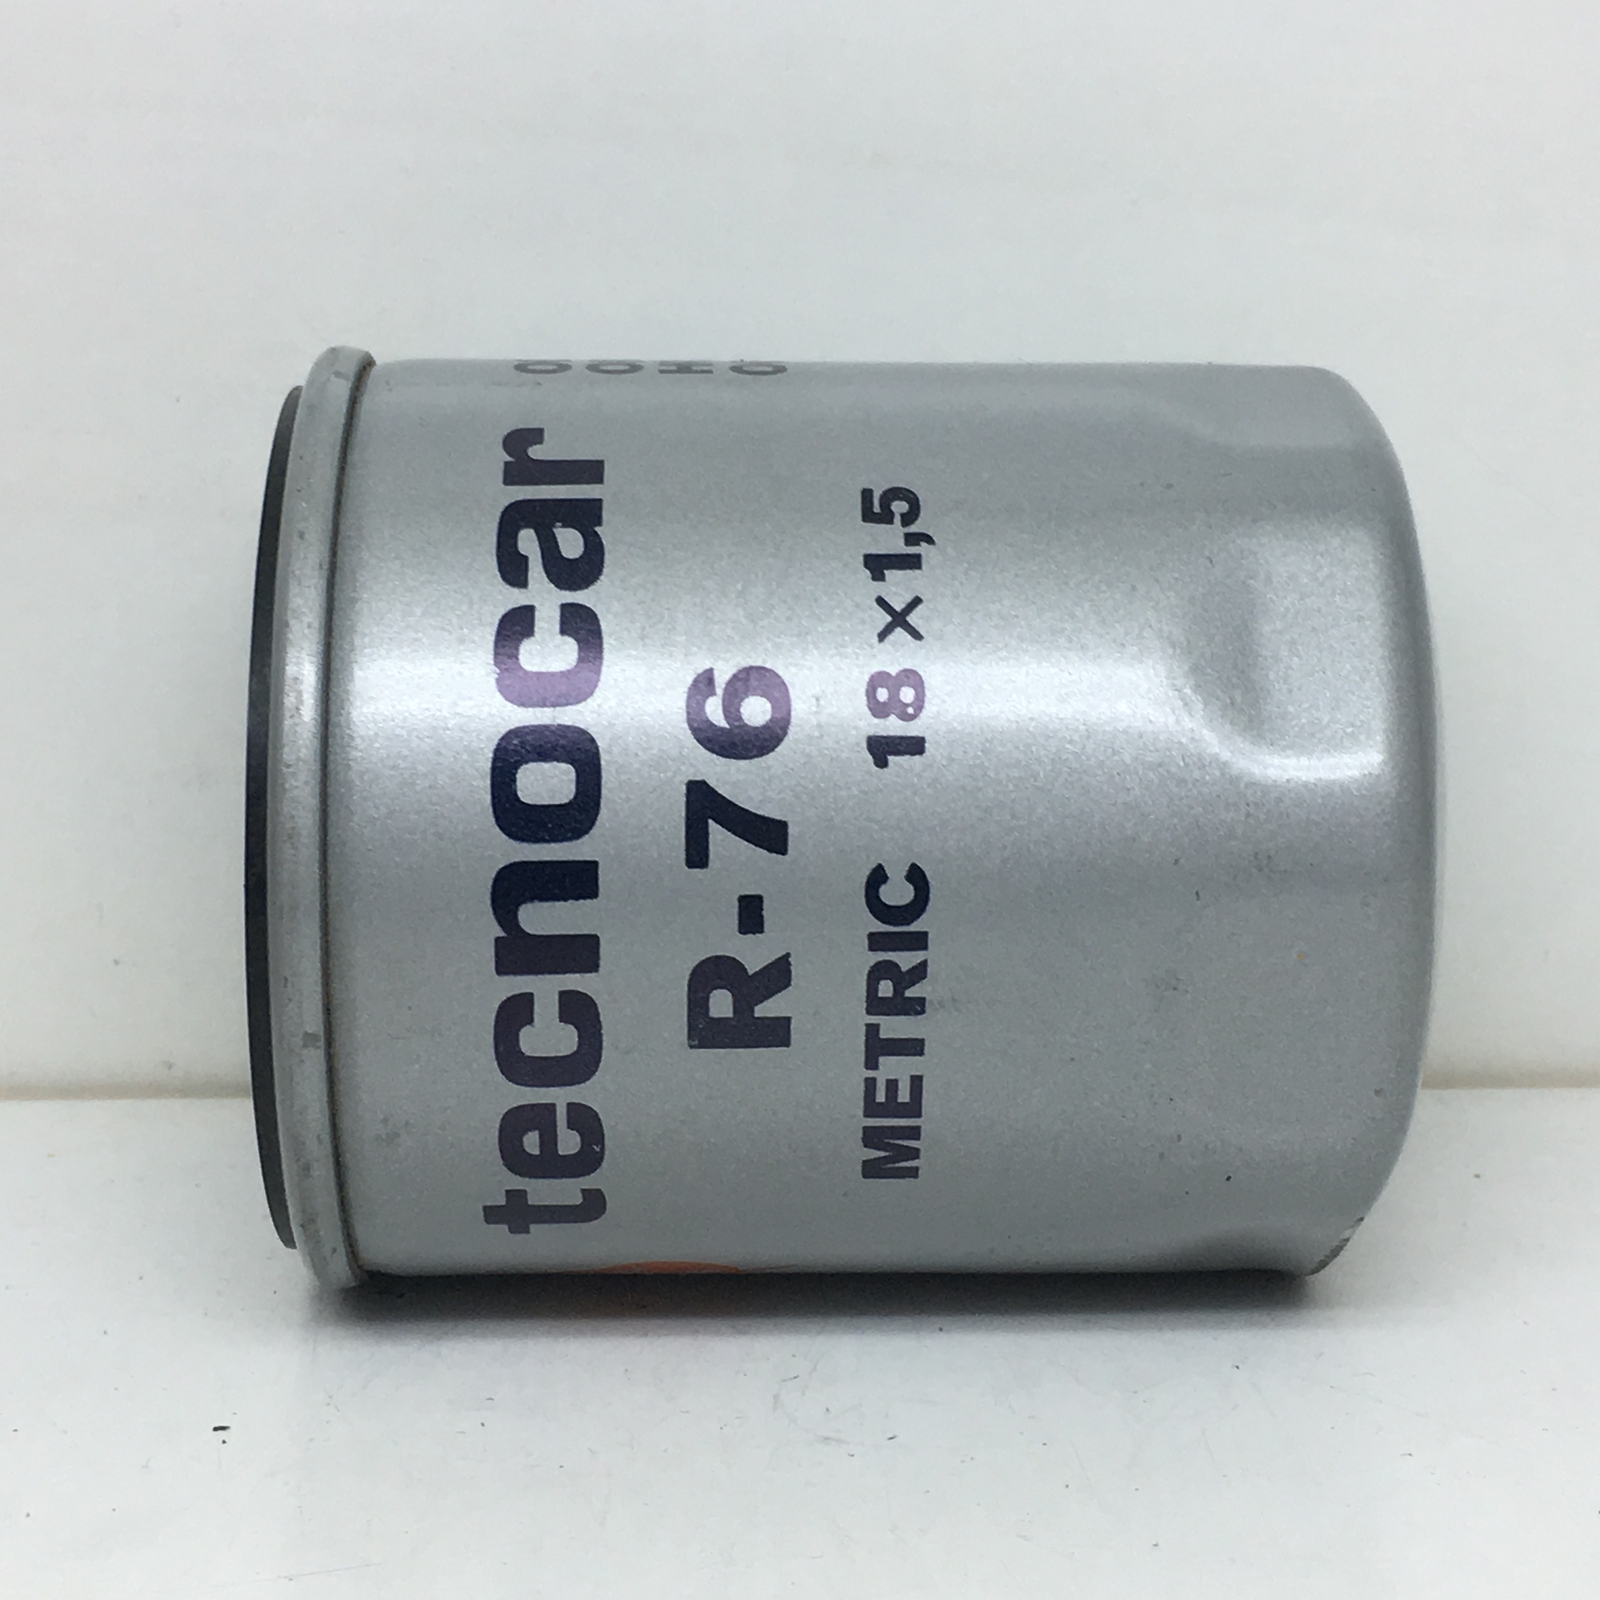 tecnocar
R-76
METRIC 18×1,5